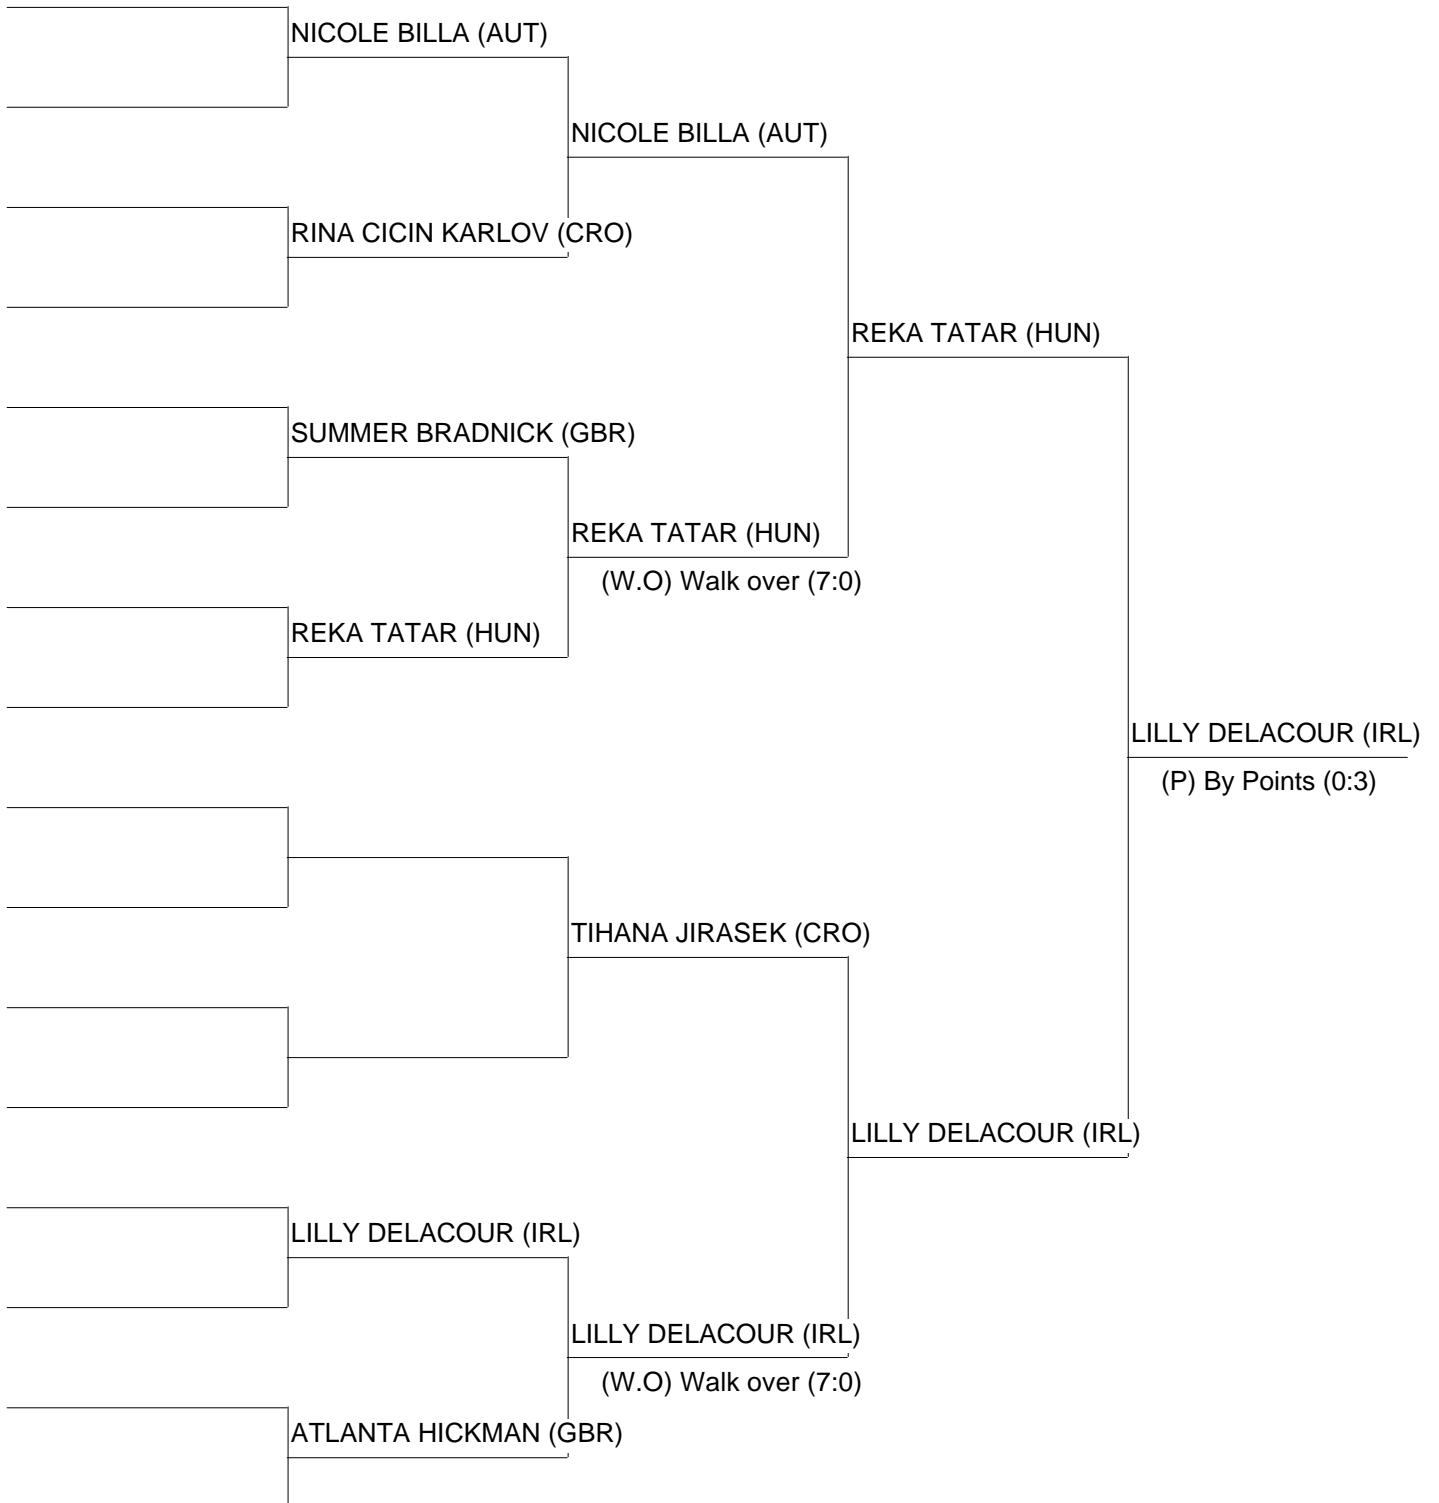 NICOLE BILLA (AUT)
NICOLE BILLA (AUT)
RINA CICIN KARLOV (CRO)
REKA TATAR (HUN)
SUMMER BRADNICK (GBR)
REKA TATAR (HUN)
(W.O) Walk over (7:0)
REKA TATAR (HUN)
LILLY DELACOUR (IRL)
(P) By Points (0:3)
TIHANA JIRASEK (CRO)
LILLY DELACOUR (IRL)
LILLY DELACOUR (IRL)
LILLY DELACOUR (IRL)
(W.O) Walk over (7:0)
ATLANTA HICKMAN (GBR)